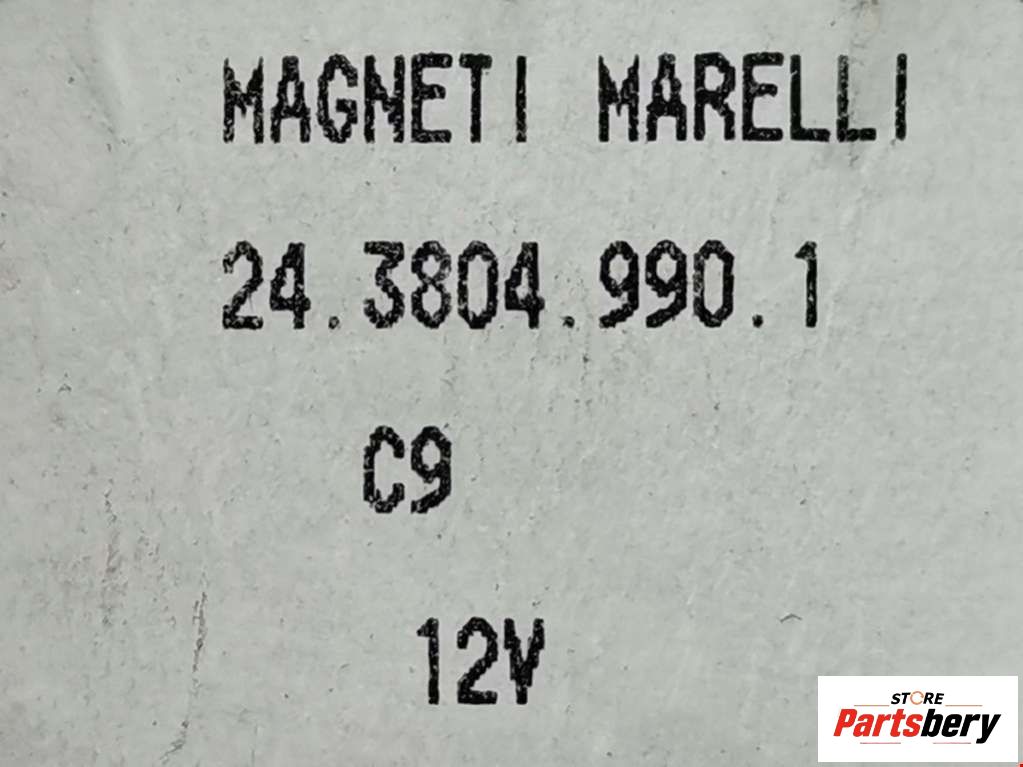 MAGNETI MARELLI
24.3804.990.1
C9
12V
STORE
Partsbery